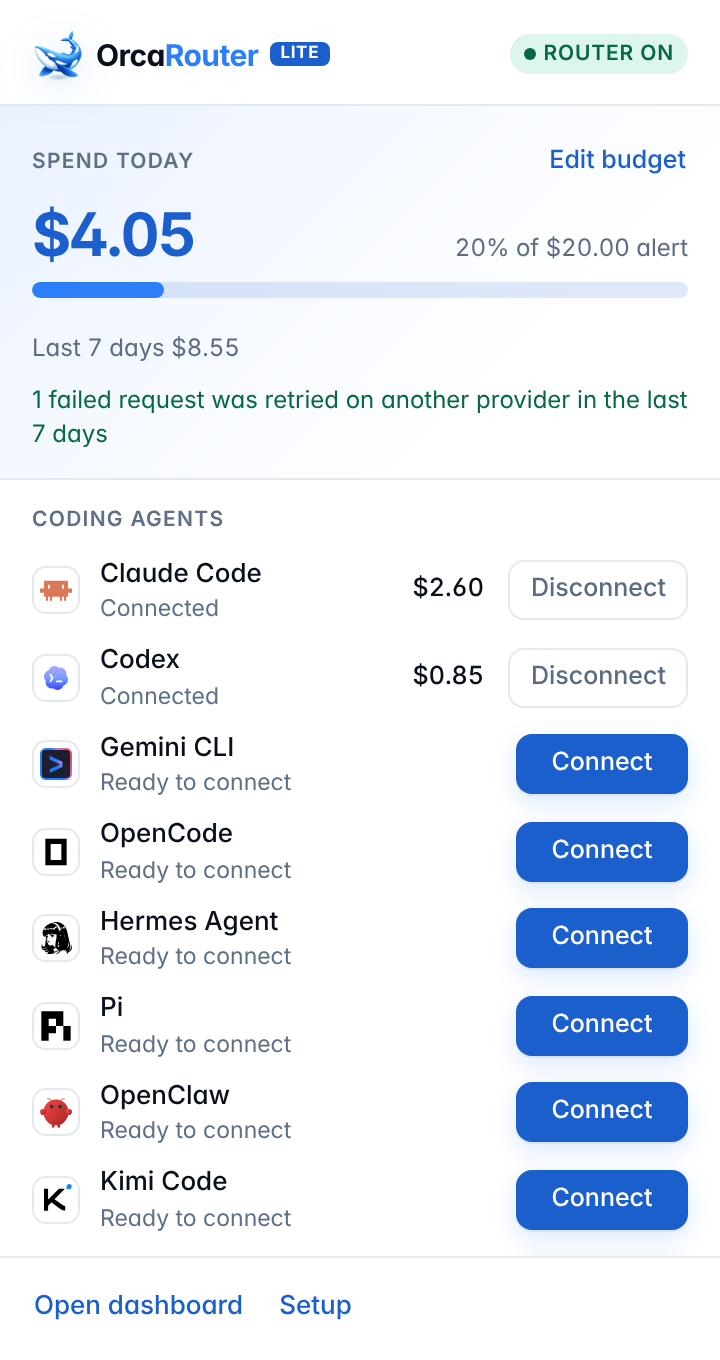 OrcaRouter LITE
ROUTER ON
SPEND TODAY
Edit budget
$4.05
20% of $20.00 alert
Last 7 days $8.55
1 failed request was retried on another provider in the last
7 days
CODING AGENTS
Claude Code
Connected
$2.60
Disconnect
Codex
Connected
$0.85
Disconnect
Gemini CLI
Ready to connect
Connect
OpenCode
Ready to connect
Connect
Hermes Agent
Ready to connect
Connect
Pi
Ready to connect
Connect
OpenClaw
Ready to connect
Connect
Kimi Code
Ready to connect
Connect
Open dashboard
Setup